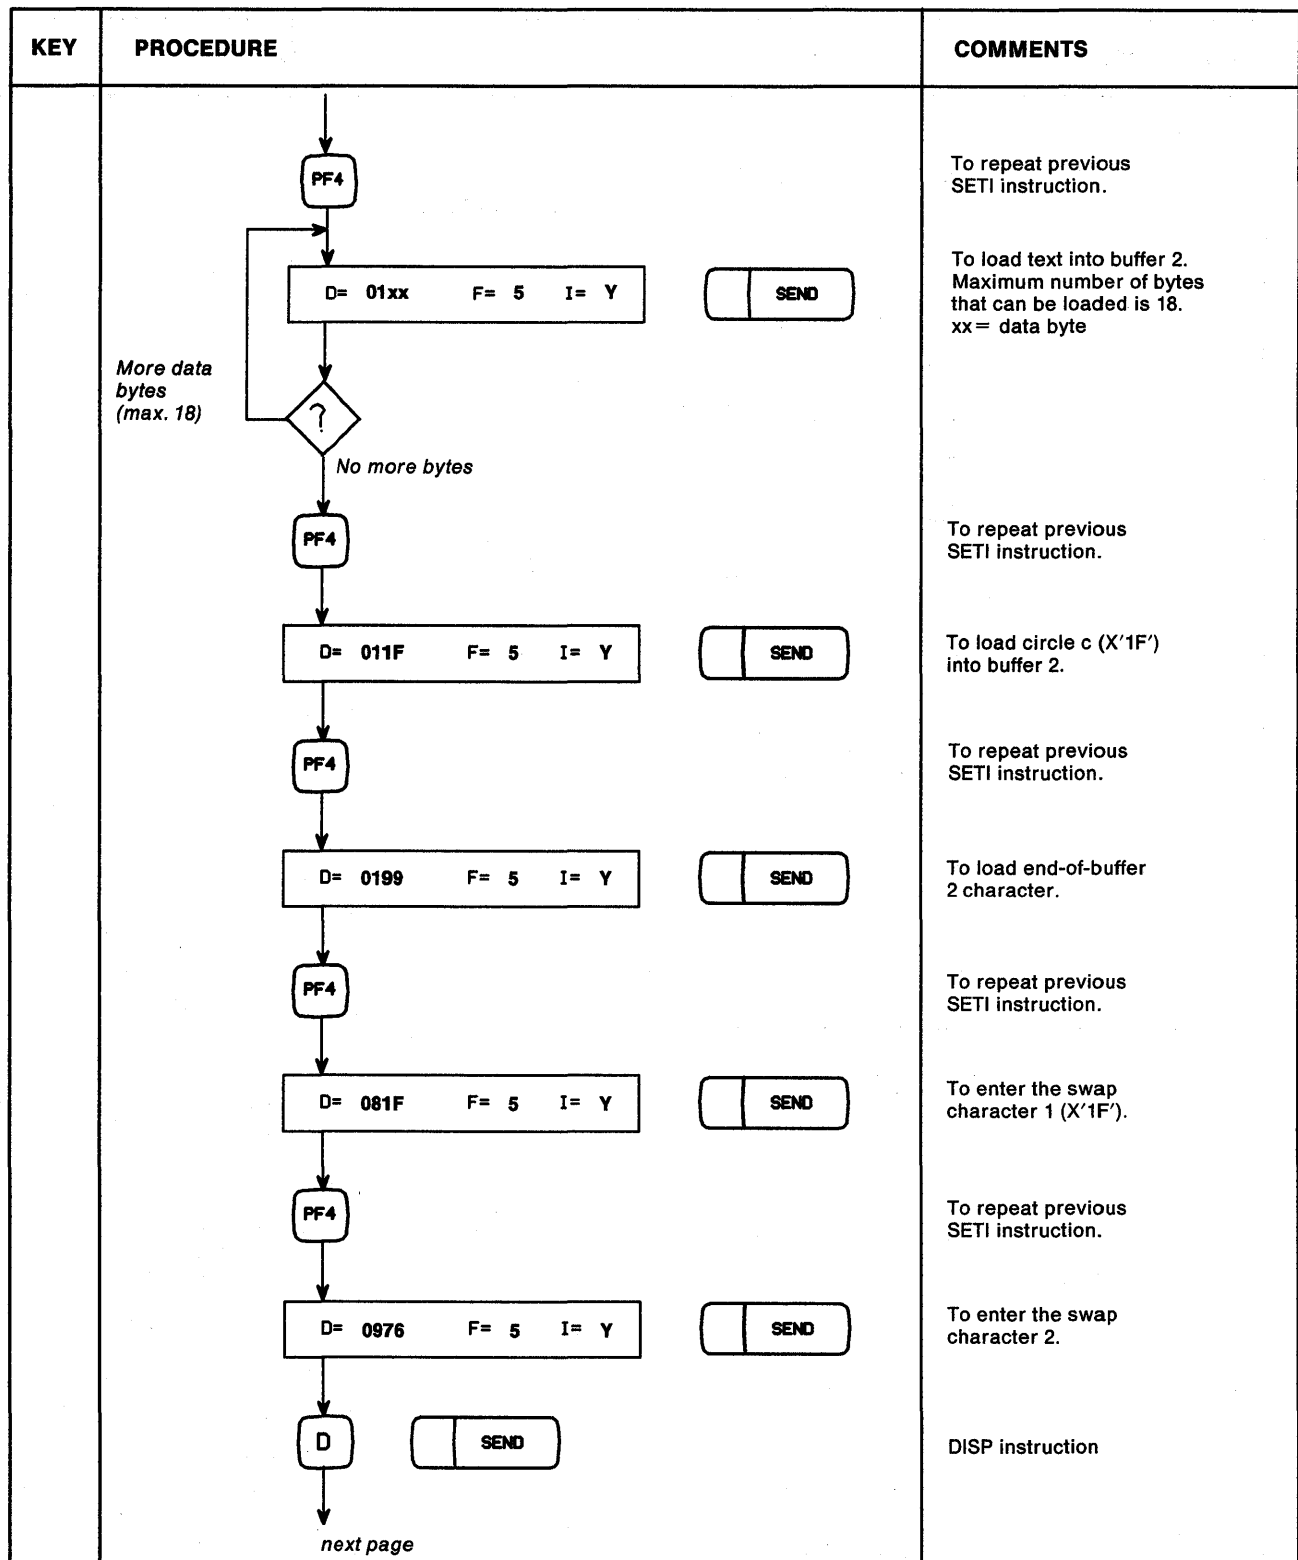 KEY PROCEDURE COMMENTS
PF4
To repeat previous
SETI instruction.
D= 01xx F= 5 I= Y
SEND
To load text into buffer 2.
Maximum number of bytes
that can be loaded is 18.
xx= data byte
More data
bytes
(max. 18)
?
No more bytes
PF4
To repeat previous
SETI instruction.
D= 011F F= 5 I= Y
SEND
To load circle c (X'1F')
into buffer 2.
PF4
To repeat previous
SETI instruction.
D= 0199 F= 5 I= Y
SEND
To load end-of-buffer
2 character.
PF4
To repeat previous
SETI instruction.
D= 081F F= 5 I= Y
SEND
To enter the swap
character 1 (X'1F').
PF4
To repeat previous
SETI instruction.
D= 0976 F= 5 I= Y
SEND
To enter the swap
character 2.
D
SEND
DISP instruction
next page